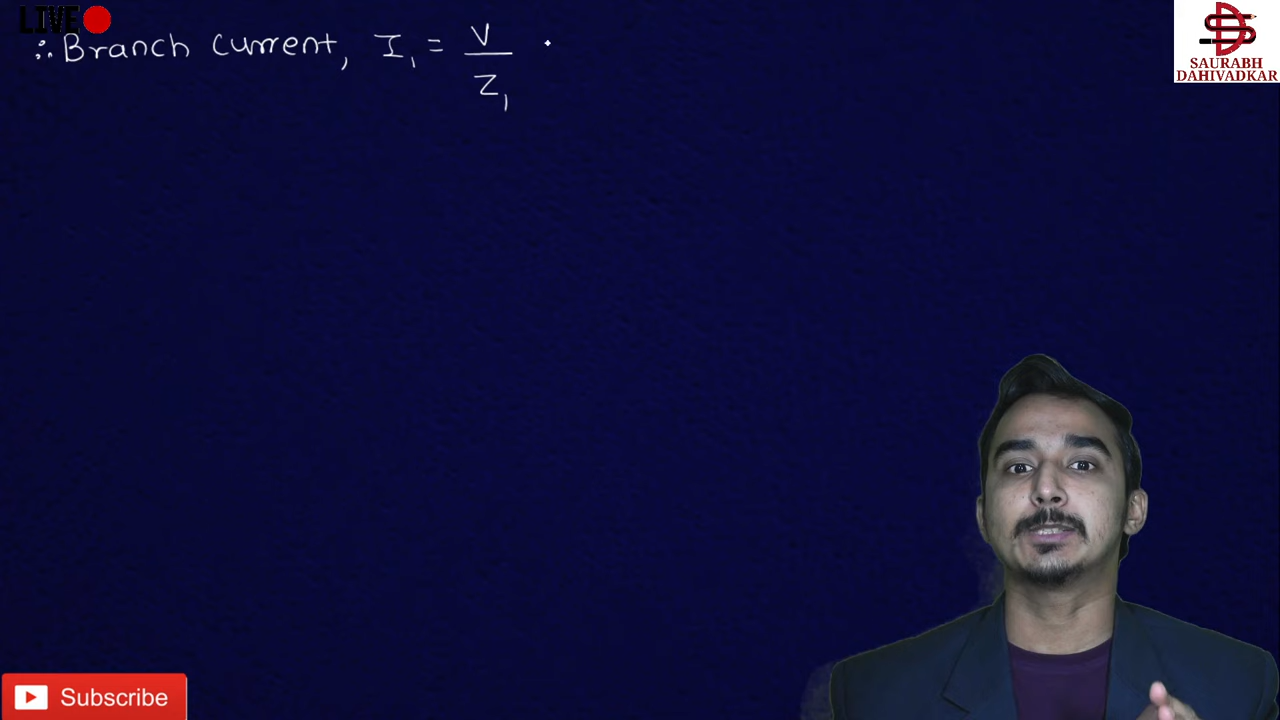 LIVE
∴ Branch current, I₁ = V / Z₁
SAURABH
DAHIVADKAR
Subscribe